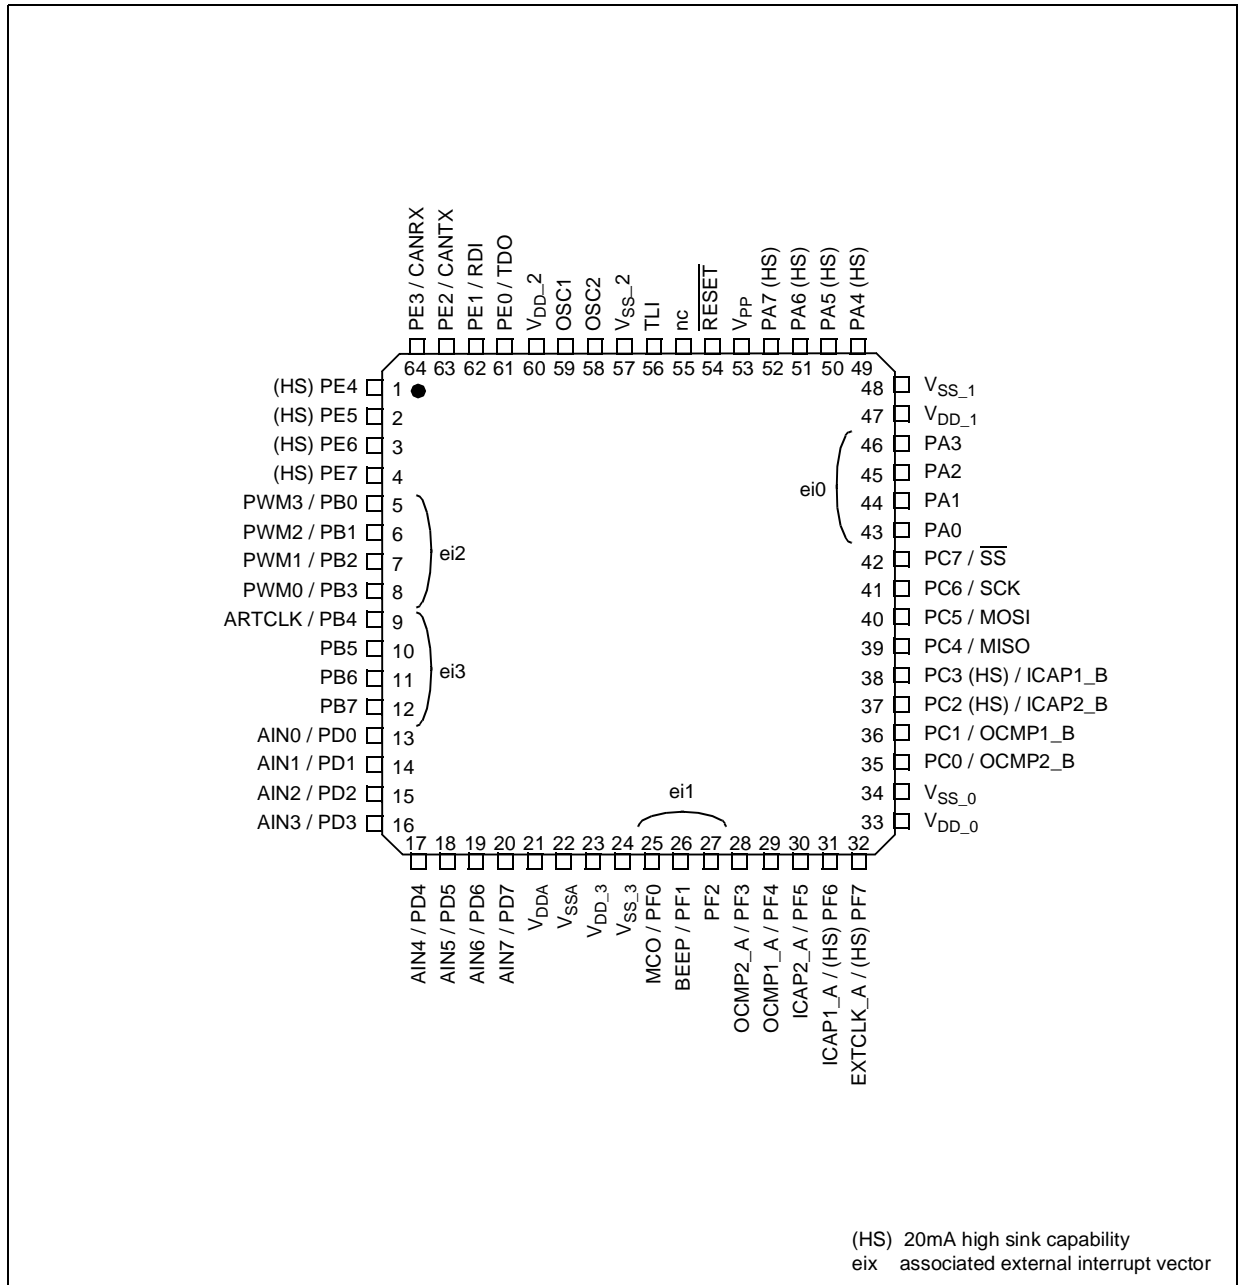 PE3 / CANRX
PE2 / CANTX
PE1 / RDI
PE0 / TDO
VDD_2
OSC1
OSC2
VSS_2
TLI
nc
RESET
VPP
PA7 (HS)
PA6 (HS)
PA5 (HS)
PA4 (HS)
64 63 62 61 60 59 58 57 56 55 54 53 52 51 50 49
(HS) PE4 1
(HS) PE5 2
(HS) PE6 3
(HS) PE7 4
PWM3 / PB0 5
PWM2 / PB1 6
PWM1 / PB2 7
PWM0 / PB3 8
ei2
ARTCLK / PB4 9
PB5 10
PB6 11
PB7 12
ei3
AIN0 / PD0 13
AIN1 / PD1 14
AIN2 / PD2 15
AIN3 / PD3 16
48 VSS_1
47 VDD_1
46 PA3
45 PA2
44 PA1
43 PA0
ei0
42 PC7 / SS
41 PC6 / SCK
40 PC5 / MOSI
39 PC4 / MISO
38 PC3 (HS) / ICAP1_B
37 PC2 (HS) / ICAP2_B
36 PC1 / OCMP1_B
35 PC0 / OCMP2_B
34 VSS_0
33 VDD_0
ei1
17 18 19 20 21 22 23 24 25 26 27 28 29 30 31 32
AIN4 / PD4
AIN5 / PD5
AIN6 / PD6
AIN7 / PD7
VDDA
VSSA
VDD_3
VSS_3
MCO / PF0
BEEP / PF1
PF2
OCMP2_A / PF3
OCMP1_A / PF4
ICAP2_A / PF5
ICAP1_A / (HS) PF6
EXTCLK_A / (HS) PF7
(HS) 20mA high sink capability
eix associated external interrupt vector